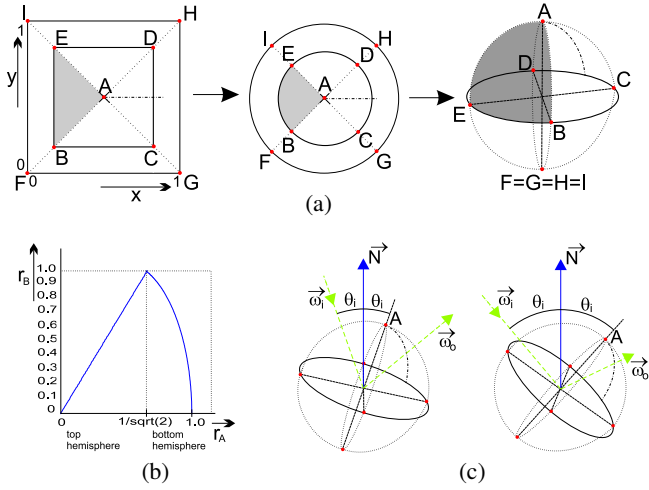 I H
1 E D
y A
B C
0
F 0 x 1 G
I H
E D
A
B C
F G
A
D C
E B
F=G=H=I
(a)
r_B
1.0
0.9
0.8
0.7
0.6
0.5
0.4
0.3
0.2
0.1
0
0 1/sqrt(2) 1.0 r_A
top hemisphere
bottom hemisphere
(b)
N
ω_i θ_i θ_i
A
ω_o
N
ω_i θ_i θ_i
A
ω_o
(c)